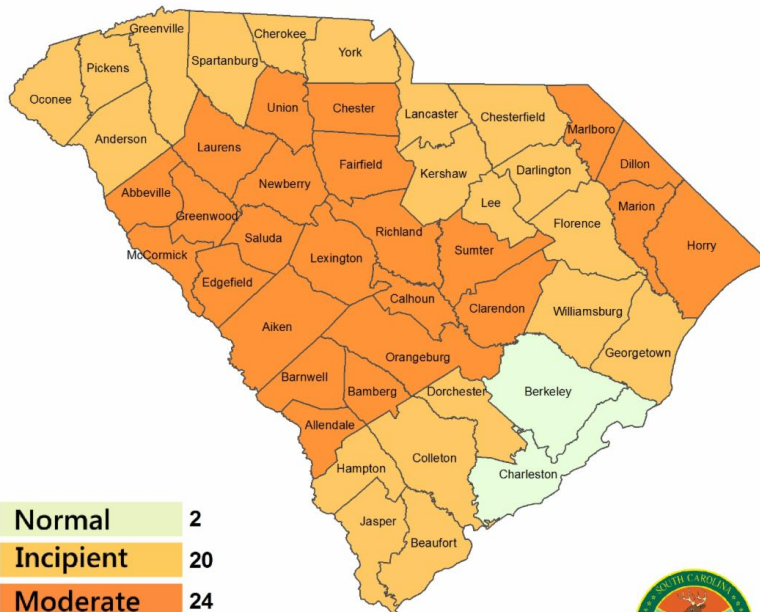 Greenville
Cherokee
York
Spartanburg
Pickens
Oconee
Union
Chester
Lancaster
Chesterfield
Anderson
Laurens
Marlboro
Fairfield
Dillon
Kershaw
Darlington
Newberry
Abbeville
Lee
Marion
Greenwood
Florence
Richland
Saluda
Sumter
Horry
McCormick
Lexington
Edgefield
Calhoun
Clarendon
Williamsburg
Aiken
Georgetown
Orangeburg
Barnwell
Bamberg
Dorchester
Berkeley
Allendale
Colleton
Hampton
Charleston
Jasper
Beaufort
Normal 2
Incipient 20
Moderate 24
SOUTH CAROLINA